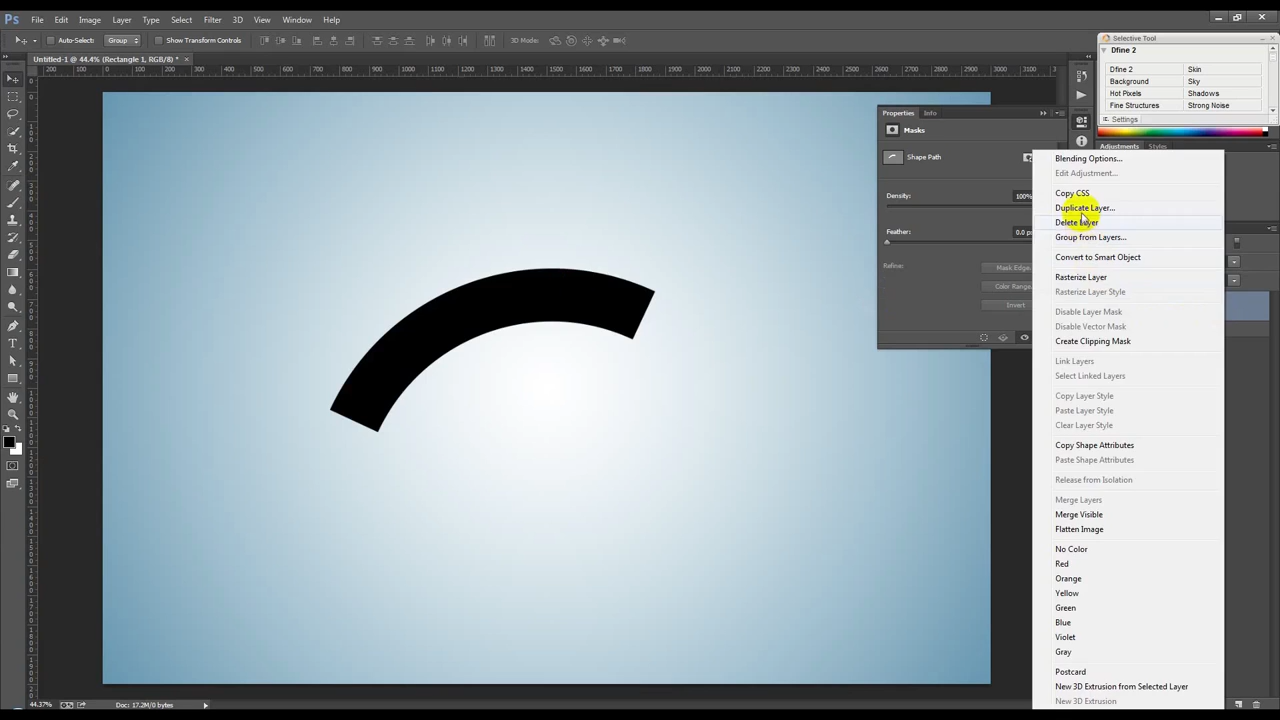 Ps File Edit Image Layer Type Select Filter 3D View Window Help
Auto-Select: Group Show Transform Controls 3D Mode:
Untitled-1 @ 44.4% (Rectangle 1, RGB/8) *
Selective Tool
Dfine 2
Dfine 2 Skin
Background Sky
Hot Pixels Shadows
Fine Structures Strong Noise
Settings
Adjustments Styles
Properties Info
Masks
Shape Path
Density: 100%
Feather: 0.0 px
Refine: Mask Edge...
Color Range...
Invert
Blending Options...
Edit Adjustment...
Copy CSS
Duplicate Layer...
Delete Layer
Group from Layers...
Convert to Smart Object
Rasterize Layer
Rasterize Layer Style
Disable Layer Mask
Disable Vector Mask
Create Clipping Mask
Link Layers
Select Linked Layers
Copy Layer Style
Paste Layer Style
Clear Layer Style
Copy Shape Attributes
Paste Shape Attributes
Release from Isolation
Merge Layers
Merge Visible
Flatten Image
No Color
Red
Orange
Yellow
Green
Blue
Violet
Gray
Postcard
New 3D Extrusion from Selected Layer
New 3D Extrusion
44.37% Doc: 17.2M/0 bytes